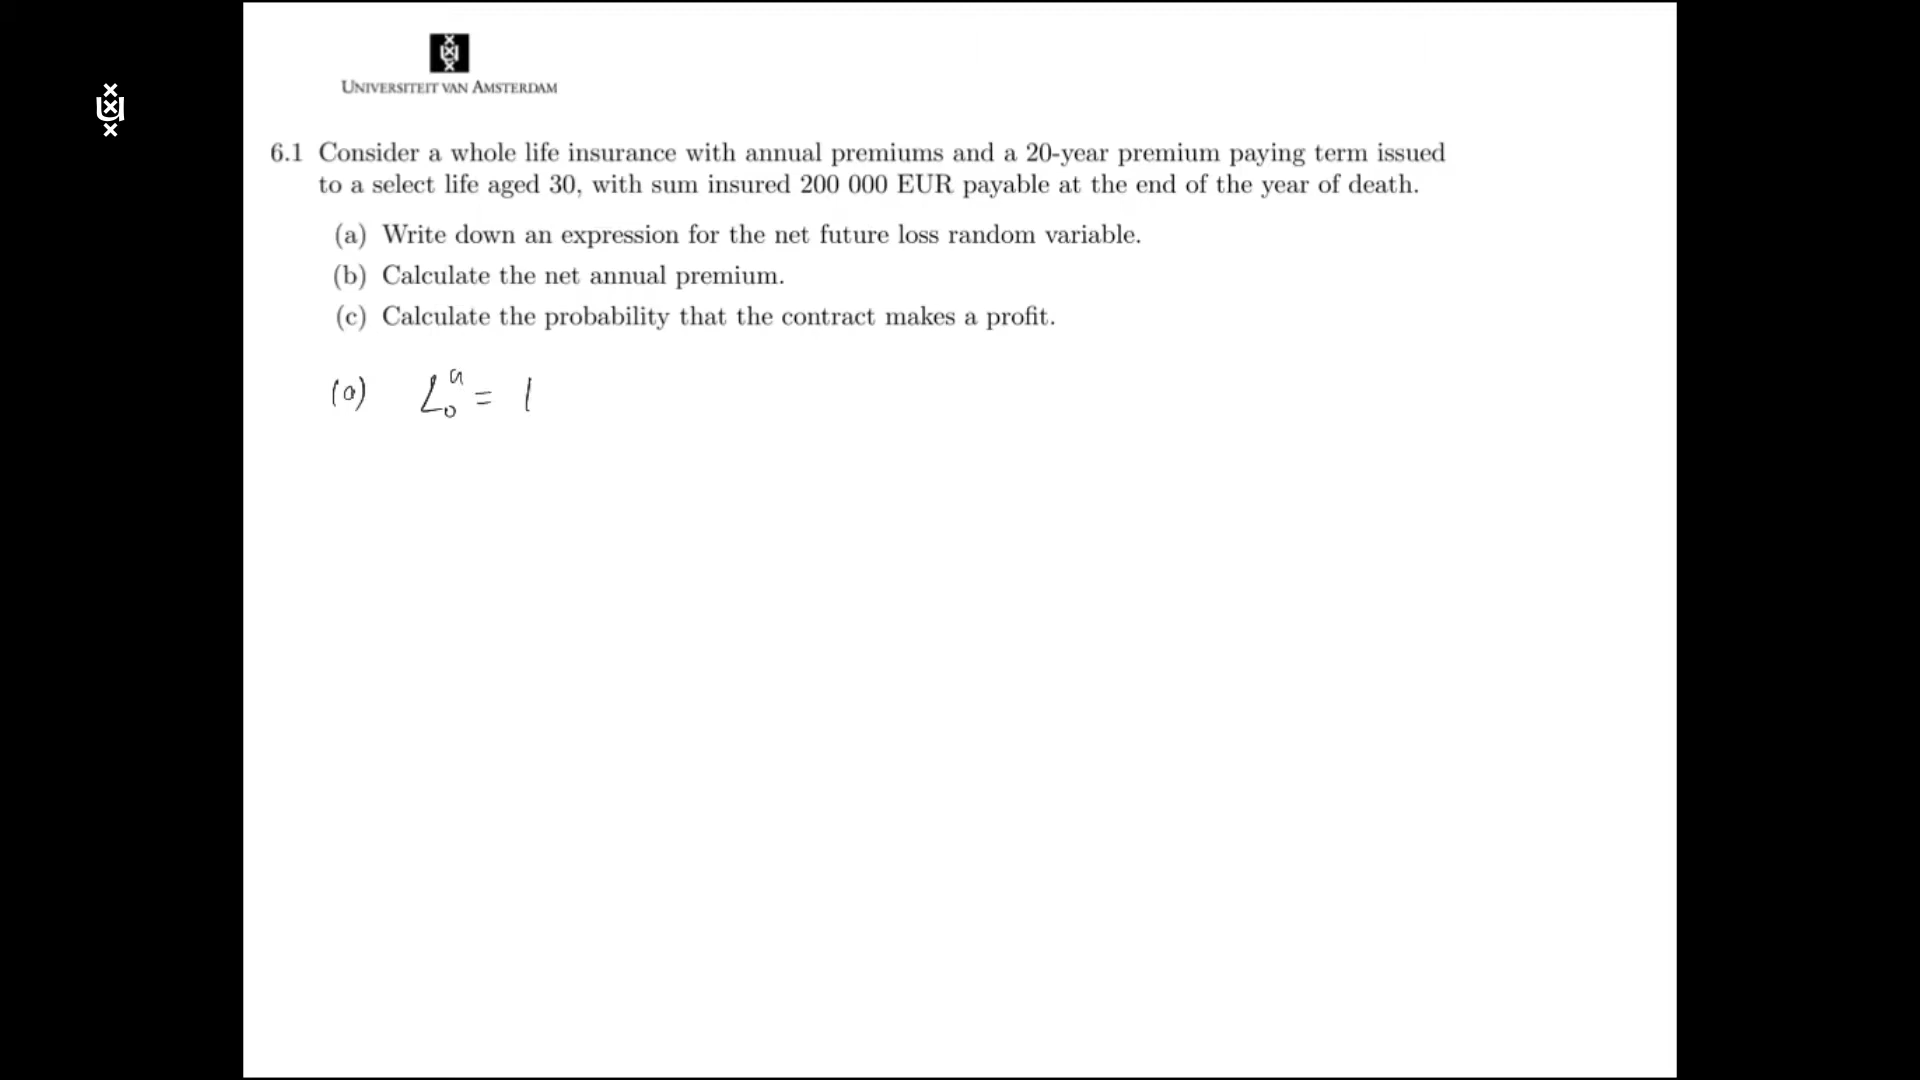 UNIVERSITEIT VAN AMSTERDAM
6.1 Consider a whole life insurance with annual premiums and a 20-year premium paying term issued
to a select life aged 30, with sum insured 200 000 EUR payable at the end of the year of death.
(a) Write down an expression for the net future loss random variable.
(b) Calculate the net annual premium.
(c) Calculate the probability that the contract makes a profit.
(a) L₀ⁿ = 1